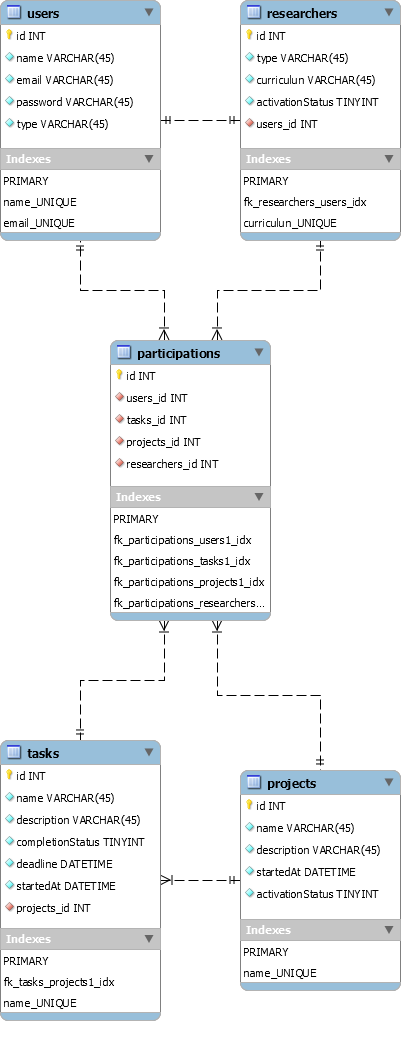 users
id INT
name VARCHAR(45)
email VARCHAR(45)
password VARCHAR(45)
type VARCHAR(45)
Indexes
PRIMARY
name_UNIQUE
email_UNIQUE
researchers
id INT
type VARCHAR(45)
curriculun VARCHAR(45)
activationStatus TINYINT
users_id INT
Indexes
PRIMARY
fk_researchers_users_idx
curriculun_UNIQUE
participations
id INT
users_id INT
tasks_id INT
projects_id INT
researchers_id INT
Indexes
PRIMARY
fk_participations_users1_idx
fk_participations_tasks1_idx
fk_participations_projects1_idx
fk_participations_researchers...
tasks
id INT
name VARCHAR(45)
description VARCHAR(45)
completionStatus TINYINT
deadline DATETIME
startedAt DATETIME
projects_id INT
Indexes
PRIMARY
fk_tasks_projects1_idx
name_UNIQUE
projects
id INT
name VARCHAR(45)
description VARCHAR(45)
startedAt DATETIME
activationStatus TINYINT
Indexes
PRIMARY
name_UNIQUE